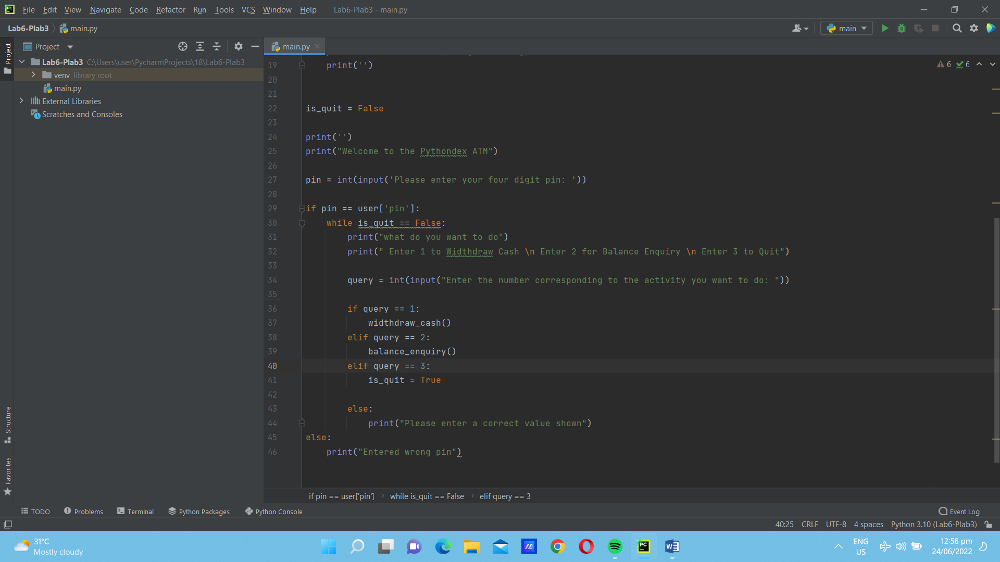 File Edit View Navigate Code Refactor Run Tools VCS Window Help Lab6-Plab3 - main.py
Lab6-Plab3 main.py main
Project main.py
Project
Lab6-Plab3 C:\Users\user\PycharmProjects\18\Lab6-Plab3
venv library root
main.py
External Libraries
Scratches and Consoles
6 6
19 print('')
20
21
22 is_quit = False
23
24 print('')
25 print("Welcome to the Pythondex ATM")
26
27 pin = int(input('Please enter your four digit pin: '))
28
29 if pin == user['pin']:
30 while is_quit == False:
31 print("what do you want to do")
32 print(" Enter 1 to Widthdraw Cash \n Enter 2 for Balance Enquiry \n Enter 3 to Quit")
33
34 query = int(input("Enter the number corresponding to the activity you want to do: "))
35
36 if query == 1:
37 widthdraw_cash()
38 elif query == 2:
39 balance_enquiry()
40 elif query == 3:
41 is_quit = True
42
43 else:
44 print("Please enter a correct value shown")
45 else:
46 print("Entered wrong pin")
Structure
Favorites
if pin == user['pin'] while is_quit == False elif query == 3
TODO Problems Terminal Python Packages Python Console Event Log
40:25 CRLF UTF-8 4 spaces Python 3.10 (Lab6-Plab3)
31°C
Mostly cloudy
PC
ENG
US
12:56 pm
24/06/2022